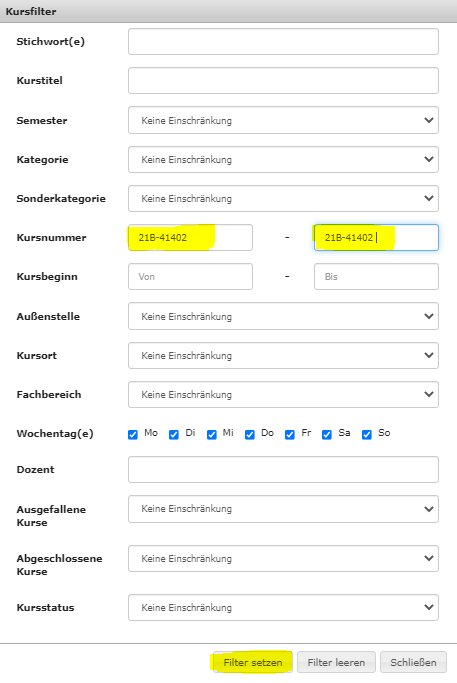 Kursfilter
Stichwort(e)
Kurstitel
Semester Keine Einschränkung
Kategorie Keine Einschränkung
Sonderkategorie Keine Einschränkung
Kursnummer 21B-41402 - 21B-41402
Kursbeginn Von - Bis
Außenstelle Keine Einschränkung
Kursort Keine Einschränkung
Fachbereich Keine Einschränkung
Wochentag(e) Mo Di Mi Do Fr Sa So
Dozent
Ausgefallene Keine Einschränkung
Kurse
Abgeschlossene Keine Einschränkung
Kurse
Kursstatus Keine Einschränkung
Filter setzen Filter leeren Schließen